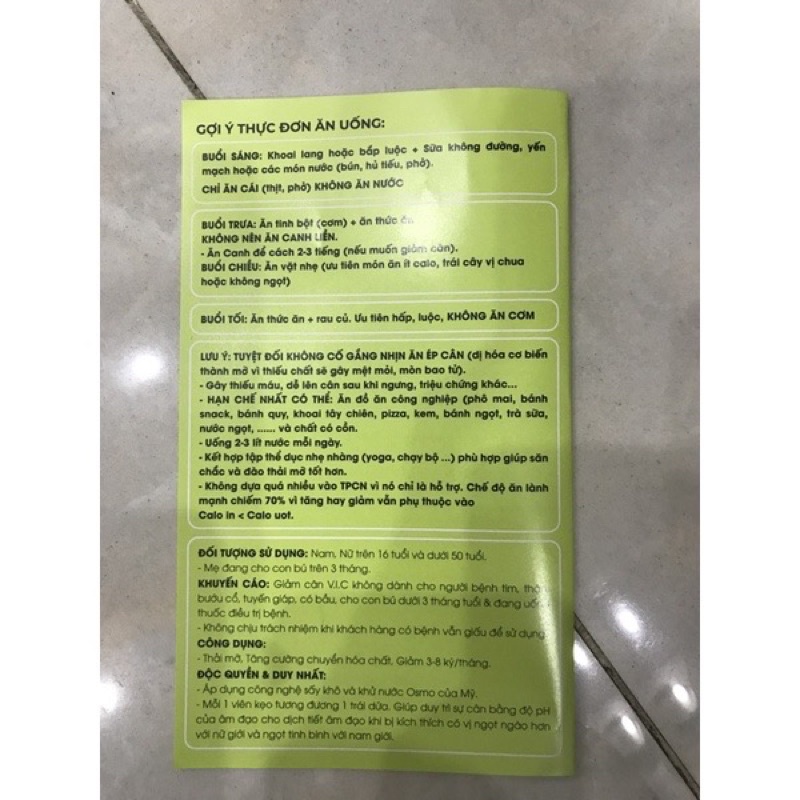 GỢI Ý THỰC ĐƠN ĂN UỐNG:
BUỔI SÁNG: Khoai lang hoặc bắp luộc + Sữa không đường, yến
mạch hoặc các món nước (bún, hủ tiếu, phở).
CHỈ ĂN CÁI (thịt, phở) KHÔNG ĂN NƯỚC
BUỔI TRƯA: Ăn tinh bột (cơm) + ăn thức ăn.
KHÔNG NÊN ĂN CANH LIỀN.
- Ăn Canh để cách 2-3 tiếng (nếu muốn giảm cân).
BUỔI CHIỀU: Ăn vặt nhẹ (ưu tiên món ăn ít calo, trái cây vị chua
hoặc không ngọt)
BUỔI TỐI: Ăn thức ăn + rau củ. Ưu tiên hấp, luộc, KHÔNG ĂN CƠM
LƯU Ý: TUYỆT ĐỐI KHÔNG CỐ GẮNG NHỊN ĂN ÉP CÂN (dị hóa cơ biến
thành mỡ vì thiếu chất sẽ gây mệt mỏi, mòn bao tử).
- Gây thiếu máu, dễ lên cân sau khi ngưng, triệu chứng khác...
- HẠN CHẾ NHẤT CÓ THỂ: Ăn đồ ăn công nghiệp (phô mai, bánh
snack, bánh quy, khoai tây chiên, pizza, kem, bánh ngọt, trà sữa,
nước ngọt, ...... và chất có cồn.
- Uống 2-3 lít nước mỗi ngày.
- Kết hợp tập thể dục nhẹ nhàng (yoga, chạy bộ ...) phù hợp giúp săn
chắc và đào thải mỡ tốt hơn.
- Không dựa quá nhiều vào TPCN vì nó chỉ là hỗ trợ. Chế độ ăn lành
mạnh chiếm 70% vì tăng hay giảm vẫn phụ thuộc vào
Calo in < Calo uot.
ĐỐI TƯỢNG SỬ DỤNG: Nam, Nữ trên 16 tuổi và dưới 50 tuổi.
- Mẹ đang cho con bú trên 3 tháng.
KHUYẾN CÁO: Giảm cân V.I.C không dành cho người bệnh tim, thận
bướu cổ, tuyến giáp, có bầu, cho con bú dưới 3 tháng tuổi & đang uống
thuốc điều trị bệnh.
- Không chịu trách nhiệm khi khách hàng có bệnh vẫn giấu để sử dụng.
CÔNG DỤNG:
- Thải mỡ, Tăng cường chuyển hóa chất, Giảm 3-8 ký/tháng.
ĐỘC QUYỀN & DUY NHẤT:
- Áp dụng công nghệ sấy khô và khử nước Osmo của Mỹ.
- Mỗi 1 viên kẹo tương đương 1 trái dừa. Giúp duy trì sự cân bằng độ pH
của âm đạo cho dịch tiết âm đạo khi bị kích thích có vị ngọt ngào hơn
với nữ giới và ngọt tinh binh với nam giới.